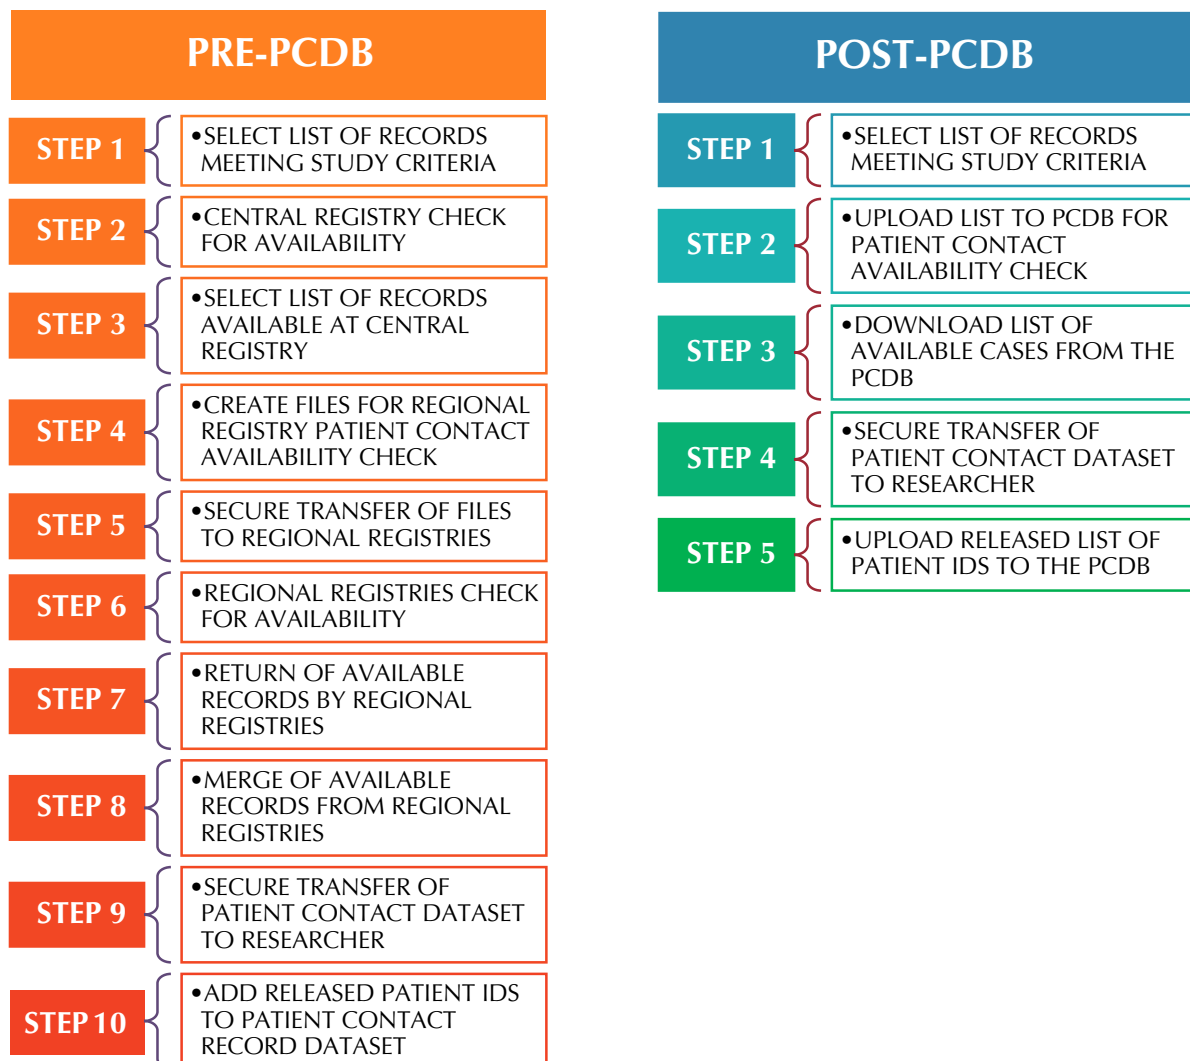 PRE-PCDB
STEP 1
•SELECT LIST OF RECORDS
MEETING STUDY CRITERIA
STEP 2
•CENTRAL REGISTRY CHECK
FOR AVAILABILITY
STEP 3
•SELECT LIST OF RECORDS
AVAILABLE AT CENTRAL
REGISTRY
STEP 4
•CREATE FILES FOR REGIONAL
REGISTRY PATIENT CONTACT
AVAILABILITY CHECK
STEP 5
•SECURE TRANSFER OF FILES
TO REGIONAL REGISTRIES
STEP 6
•REGIONAL REGISTRIES CHECK
FOR AVAILABILITY
STEP 7
•RETURN OF AVAILABLE
RECORDS BY REGIONAL
REGISTRIES
STEP 8
•MERGE OF AVAILABLE
RECORDS FROM REGIONAL
REGISTRIES
STEP 9
•SECURE TRANSFER OF
PATIENT CONTACT DATASET
TO RESEARCHER
STEP 10
•ADD RELEASED PATIENT IDS
TO PATIENT CONTACT
RECORD DATASET
POST-PCDB
STEP 1
•SELECT LIST OF RECORDS
MEETING STUDY CRITERIA
STEP 2
•UPLOAD LIST TO PCDB FOR
PATIENT CONTACT
AVAILABILITY CHECK
STEP 3
•DOWNLOAD LIST OF
AVAILABLE CASES FROM THE
PCDB
STEP 4
•SECURE TRANSFER OF
PATIENT CONTACT DATASET
TO RESEARCHER
STEP 5
•UPLOAD RELEASED LIST OF
PATIENT IDS TO THE PCDB